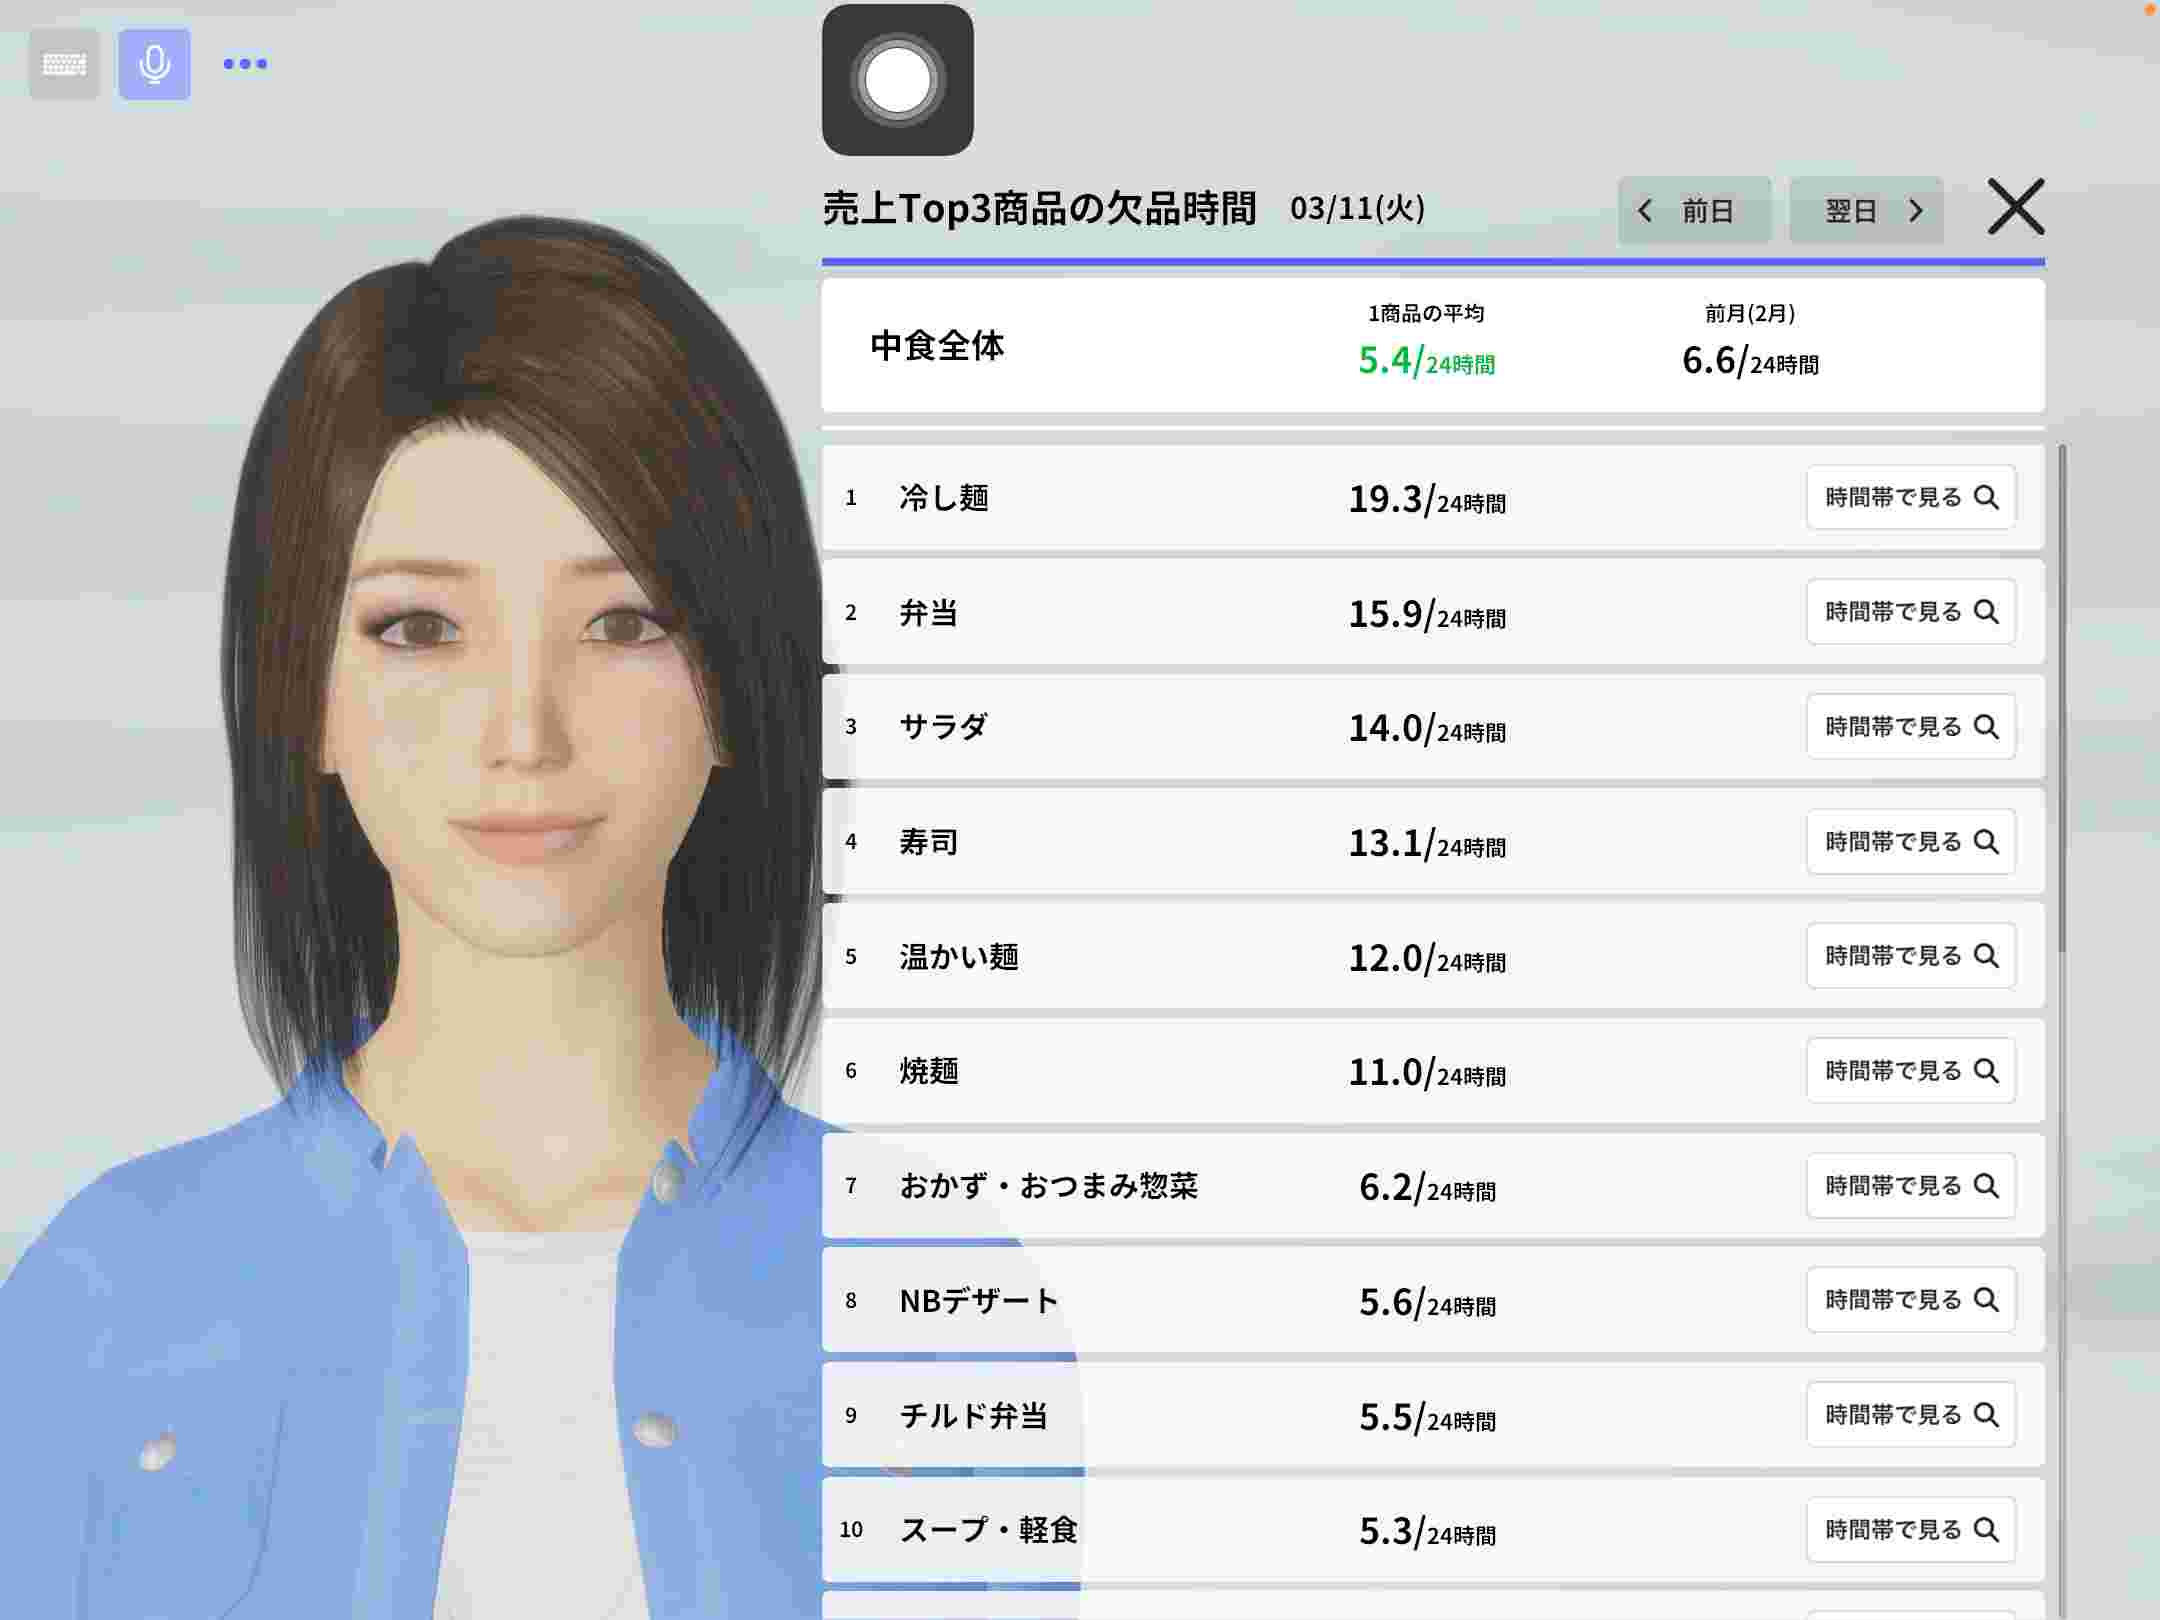 売上Top3商品の欠品時間 03/11(火) 前日 翌日
中食全体 1商品の平均 5.4/24時間 前月(2月) 6.6/24時間
1 冷し麺 19.3/24時間 時間帯で見る
2 弁当 15.9/24時間 時間帯で見る
3 サラダ 14.0/24時間 時間帯で見る
4 寿司 13.1/24時間 時間帯で見る
5 温かい麺 12.0/24時間 時間帯で見る
6 焼麺 11.0/24時間 時間帯で見る
7 おかず・おつまみ惣菜 6.2/24時間 時間帯で見る
8 NBデザート 5.6/24時間 時間帯で見る
9 チルド弁当 5.5/24時間 時間帯で見る
10 スープ・軽食 5.3/24時間 時間帯で見る